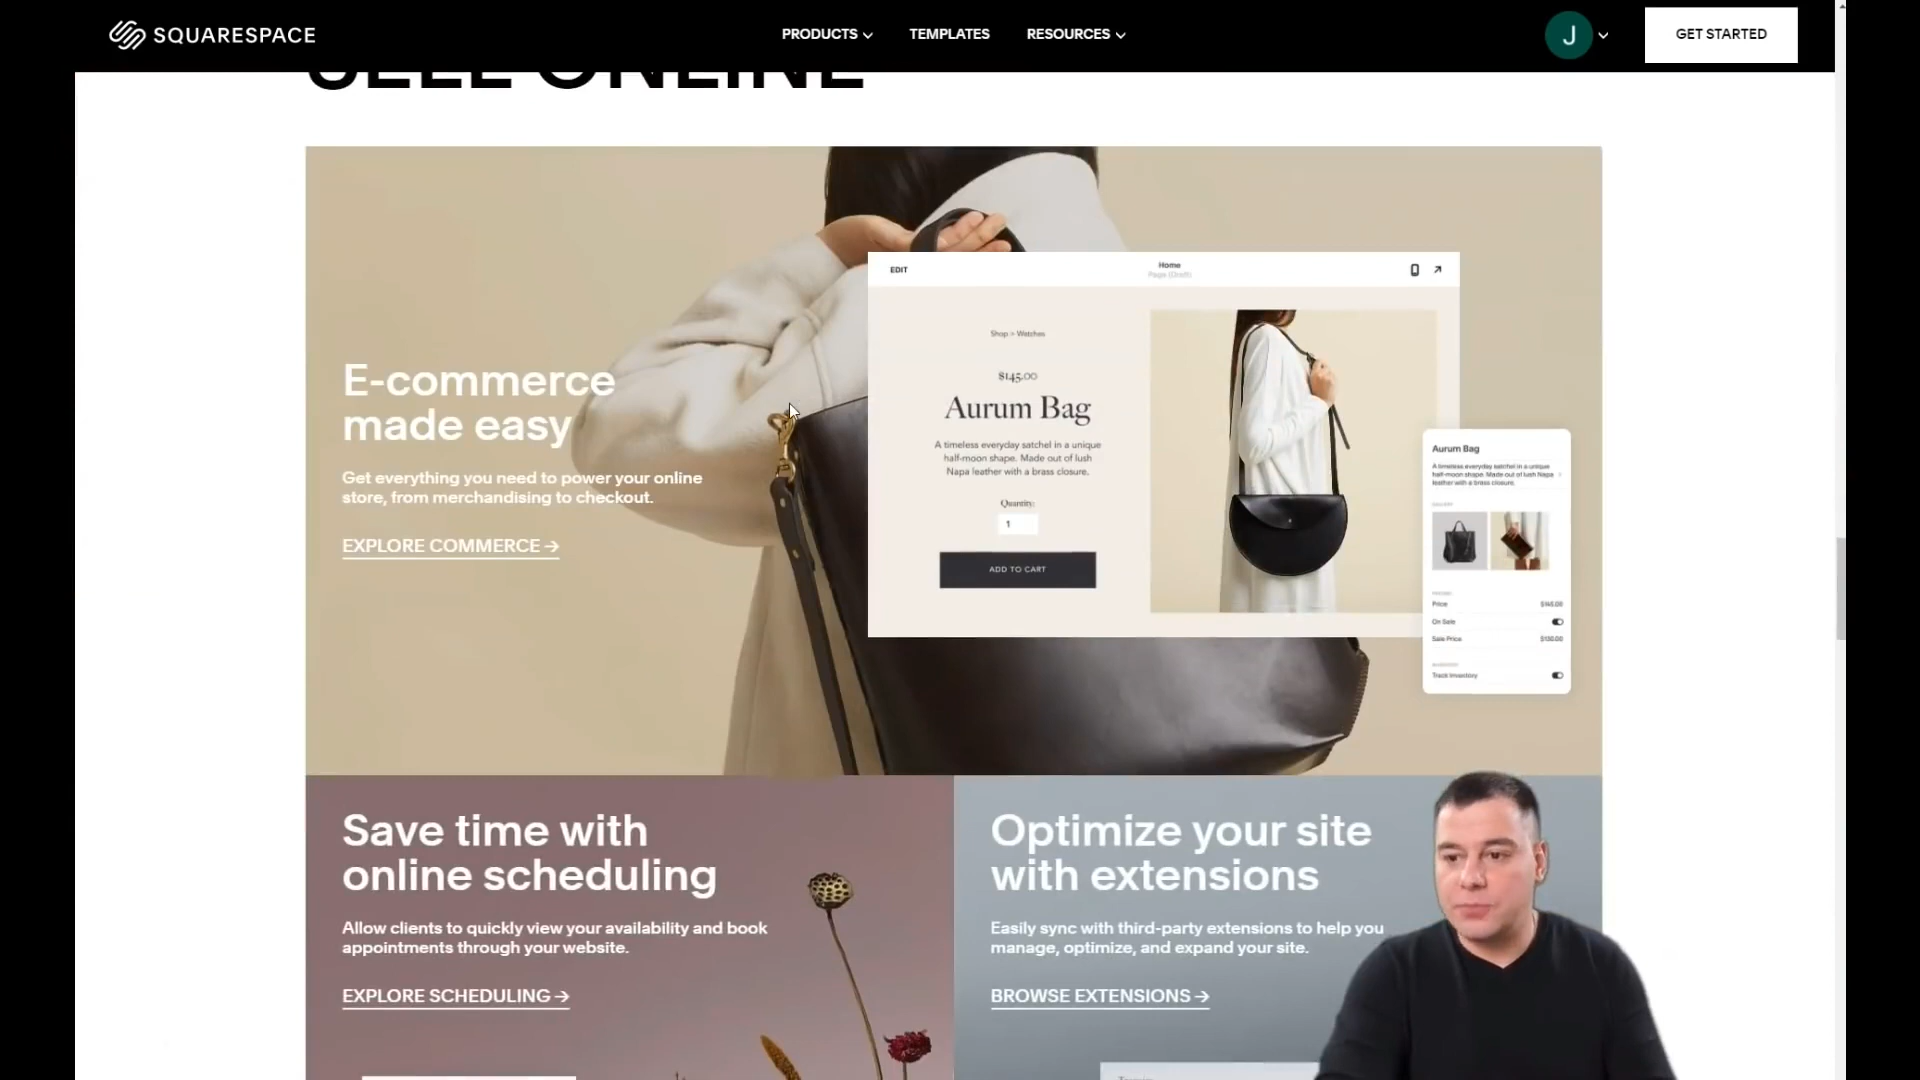 SQUARESPACE
PRODUCTS
TEMPLATES
RESOURCES
J
GET STARTED
SELL ONLINE
E-commerce
made easy
Get everything you need to power your online
store, from merchandising to checkout.
EXPLORE COMMERCE →
EDIT
Home
Page (Draft)
Shop > Watches
$145.00
Aurum Bag
A timeless everyday satchel in a unique
half-moon shape. Made out of lush
Napa leather with a brass closure.
Quantity:
1
ADD TO CART
Aurum Bag
A timeless everyday satchel in a unique
half-moon shape. Made out of lush Napa
leather with a brass closure.
Price $145.00
On Sale
Sale Price $130.00
Track Inventory
Save time with
online scheduling
Allow clients to quickly view your availability and book
appointments through your website.
EXPLORE SCHEDULING →
Optimize your site
with extensions
Easily sync with third-party extensions to help you
manage, optimize, and expand your site.
BROWSE EXTENSIONS →